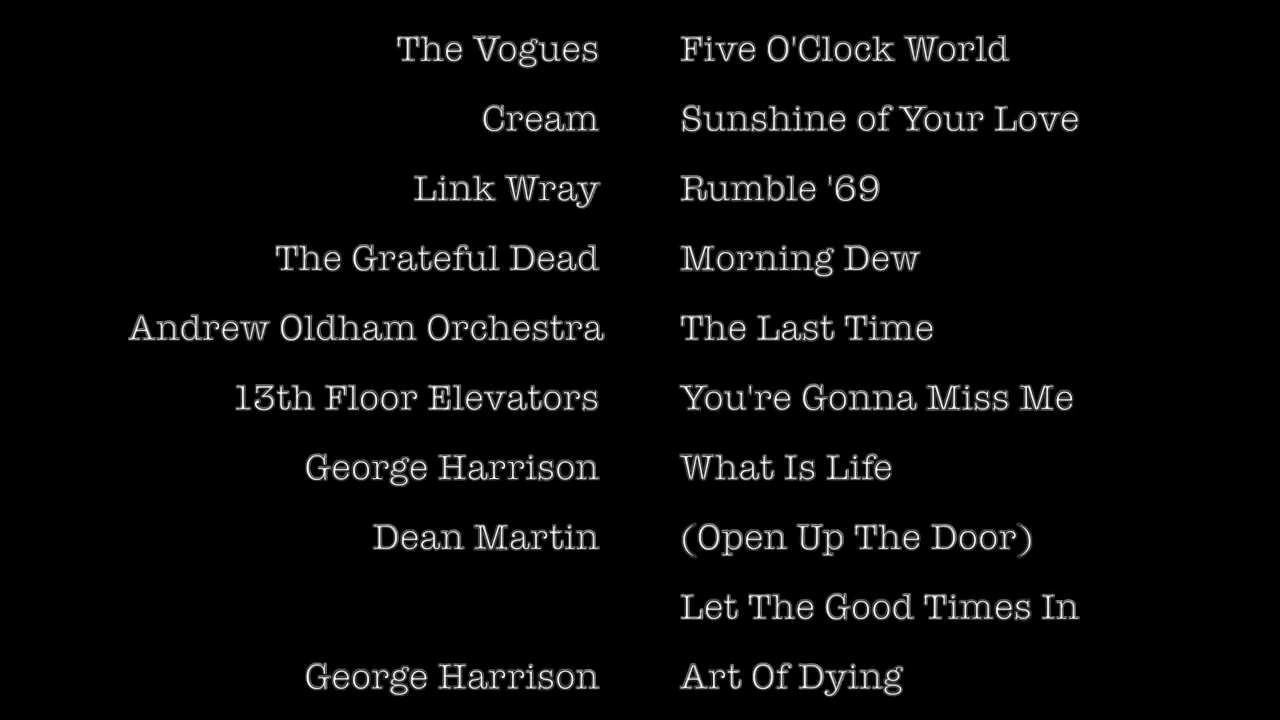 The Vogues Five O'Clock World
Cream Sunshine of Your Love
Link Wray Rumble '69
The Grateful Dead Morning Dew
Andrew Oldham Orchestra The Last Time
13th Floor Elevators You're Gonna Miss Me
George Harrison What Is Life
Dean Martin (Open Up The Door)
Let The Good Times In
George Harrison Art Of Dying